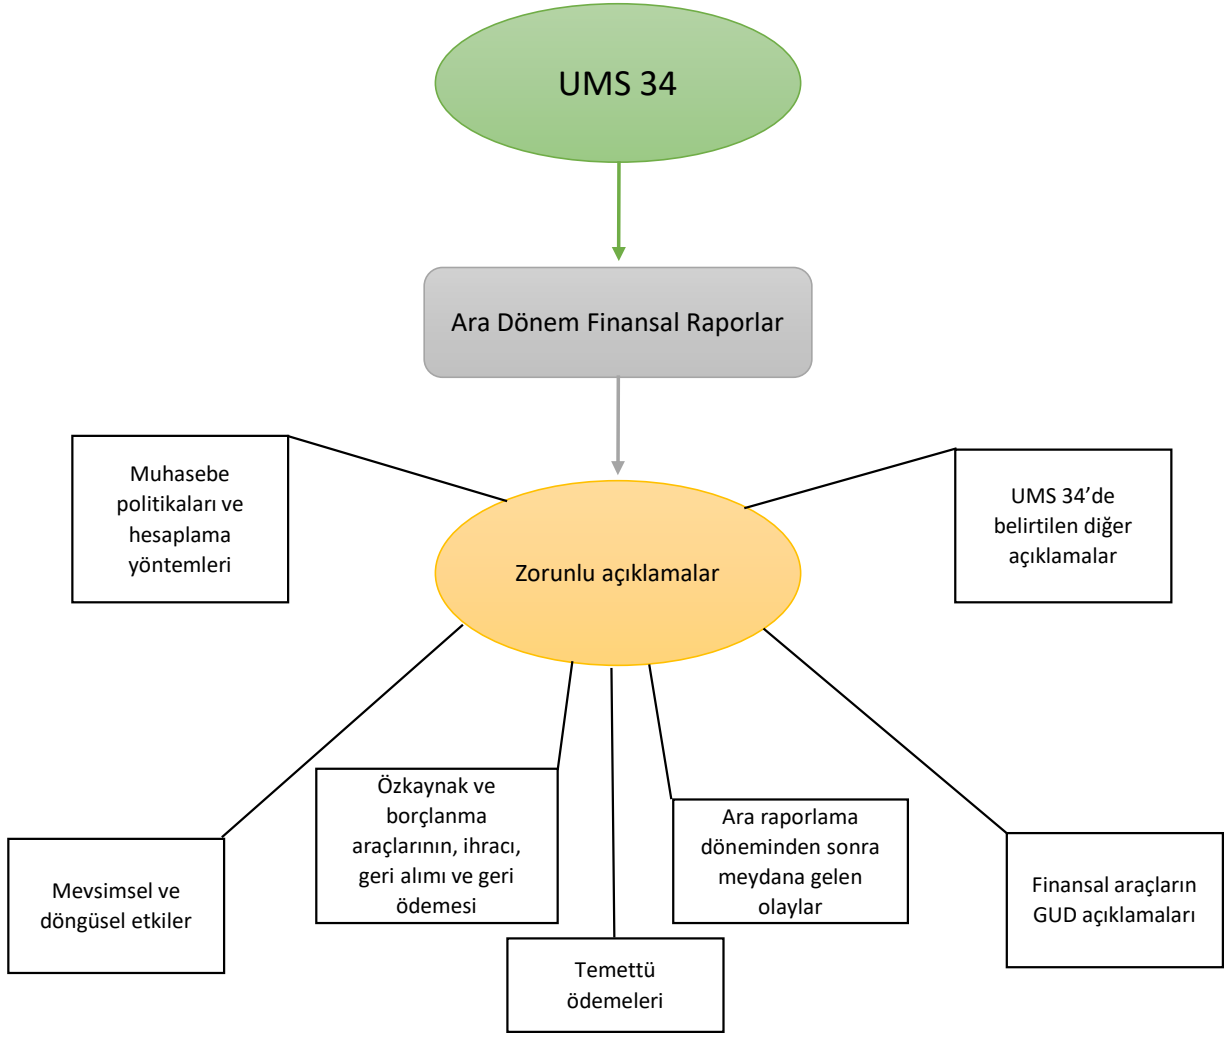 UMS 34
Ara Dönem Finansal Raporlar
Muhasebe
politikaları ve
hesaplama
yöntemleri
UMS 34’de
belirtilen diğer
açıklamalar
Zorunlu açıklamalar
Mevsimsel ve
döngüsel etkiler
Özkaynak ve
borçlanma
araçlarının, ihracı,
geri alımı ve geri
ödemesi
Temettü
ödemeleri
Ara raporlama
döneminden sonra
meydana gelen
olaylar
Finansal araçların
GUD açıklamaları